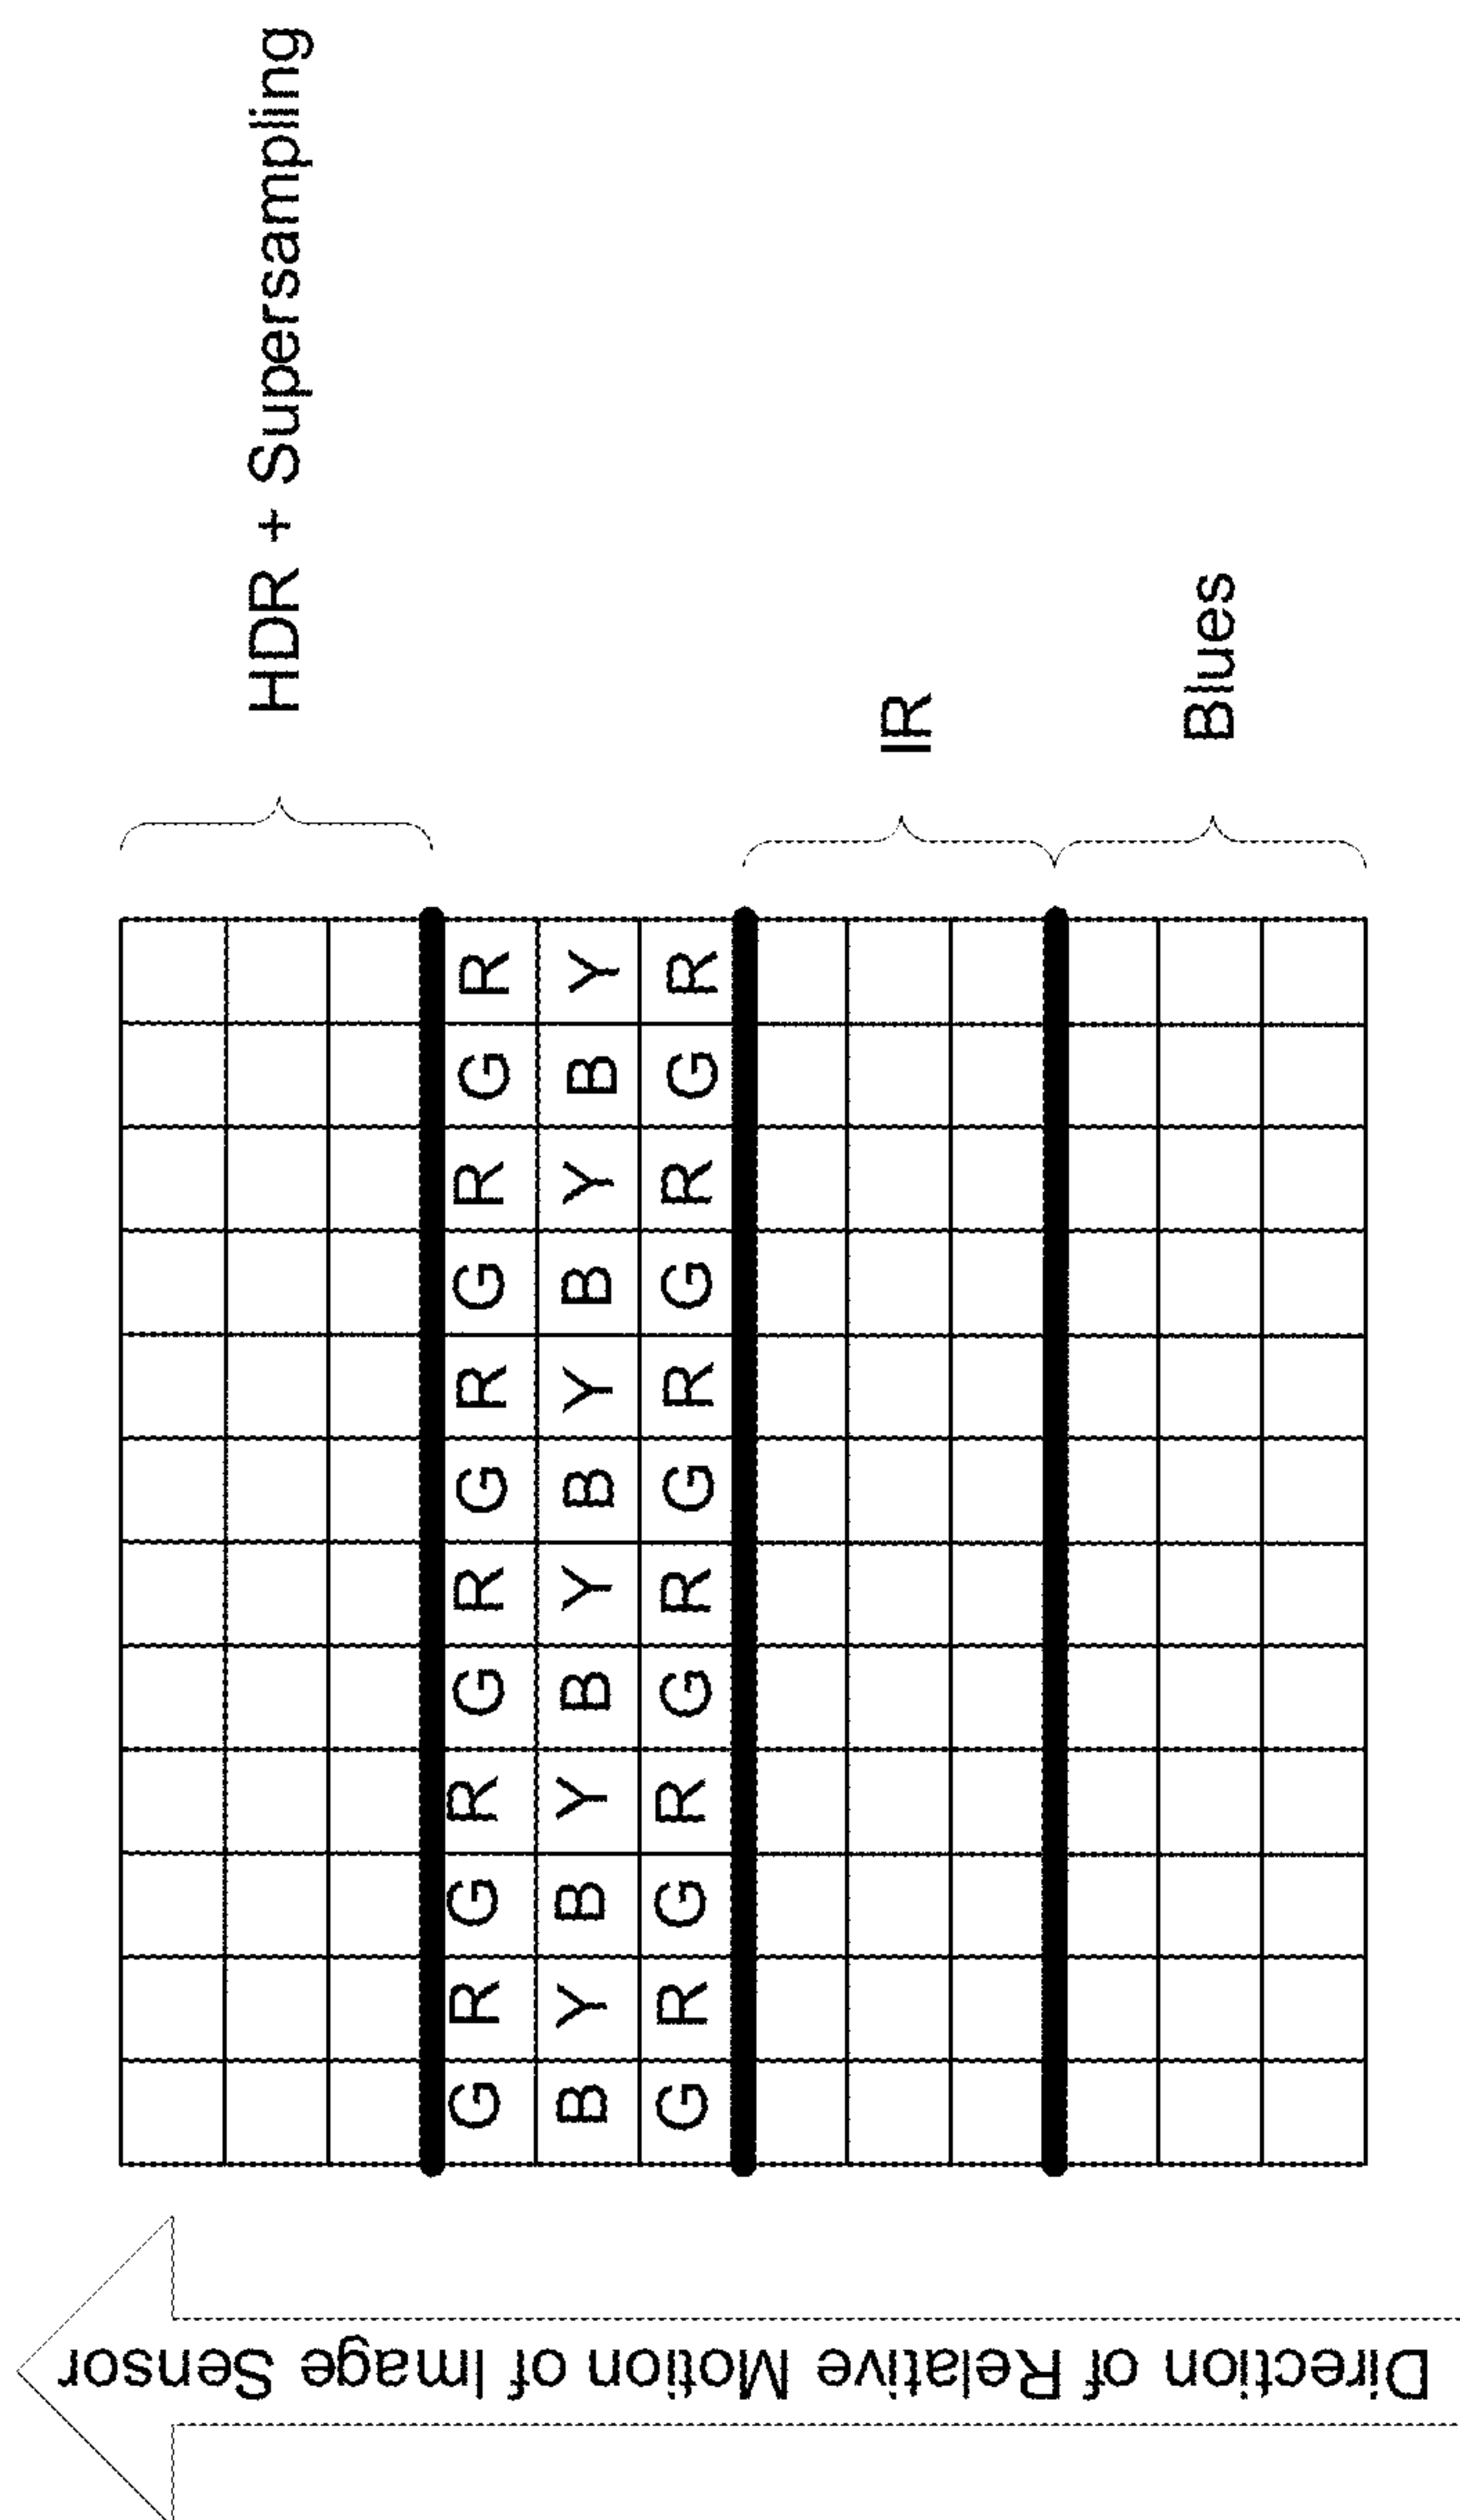 HDR + Supersampling
G R G R G R G R G R G R
B Y B Y B Y B Y B Y B Y
G R G R G R G R G R G R
IR
Blues
Direction of Relative Motion of Image Sensor